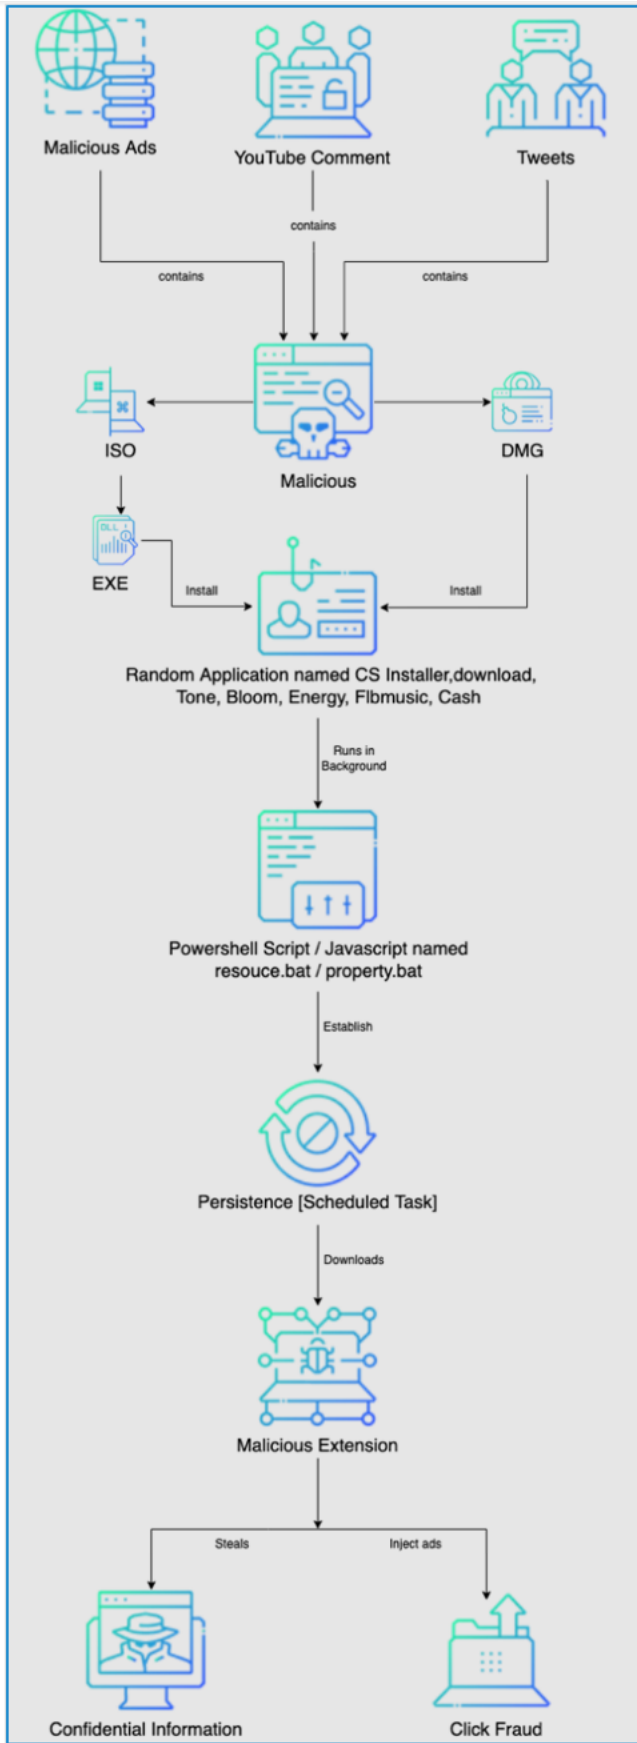 Malicious Ads
YouTube Comment
Tweets
contains
contains
contains
ISO
Malicious
DMG
DLL
EXE
Install
Install
Random Application named CS Installer,download,
Tone, Bloom, Energy, Flbmusic, Cash
Runs in
Background
Powershell Script / Javascript named
resouce.bat / property.bat
Establish
Persistence [Scheduled Task]
Downloads
Malicious Extension
Steals
Inject ads
Confidential Information
Click Fraud